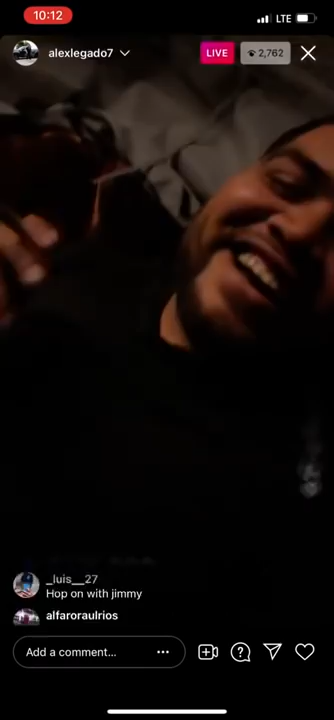 10:12
LTE
alexlegado7
LIVE
2,762
_luis__27
Hop on with jimmy
alfaroraulrios
Add a comment...